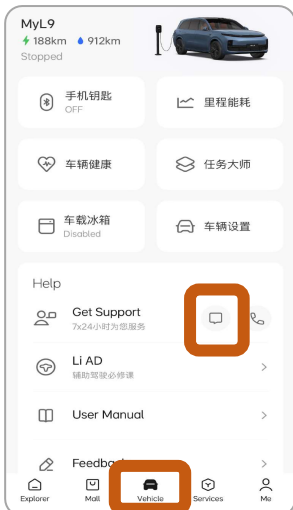 MyL9
188km 912km
Stopped
手机钥匙
OFF
里程能耗
车辆健康
任务大师
车载冰箱
Disabled
车辆设置
Help
Get Support
7x24小时为您服务
Li AD
辅助驾驶必修课
User Manual
Feedback
Explorer Mall Vehicle Services Me